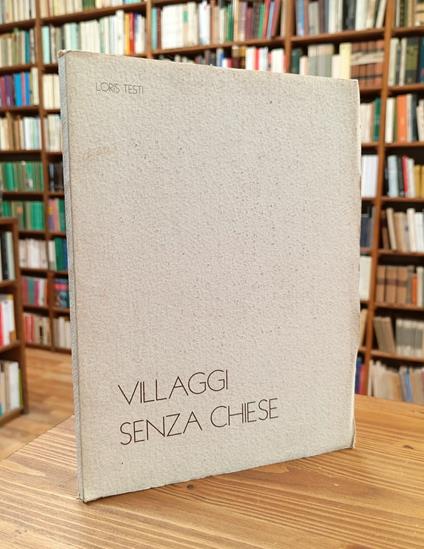 LORIS TESTI
VILLAGGI
SENZA CHIESE